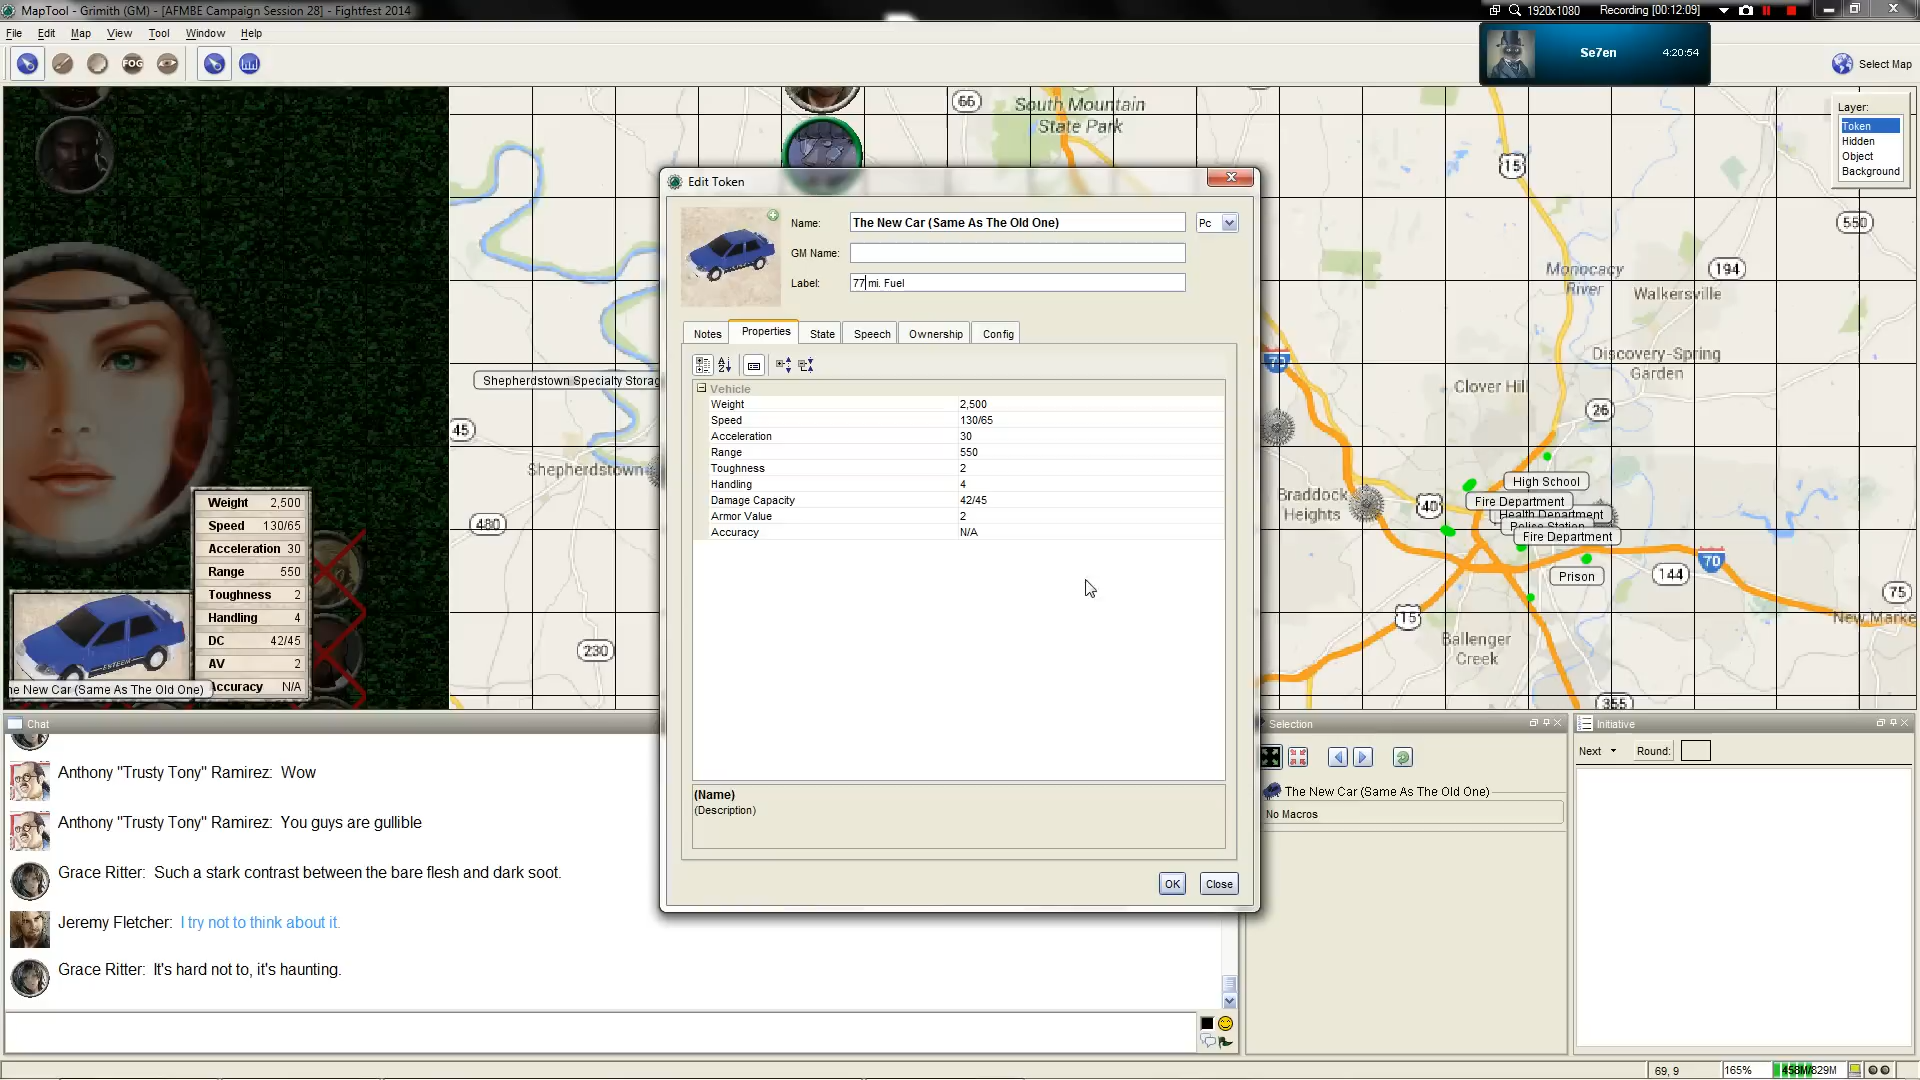 MapTool - Grimith (GM) - [AFMBE Campaign Session 28] - Fightfest 2014
1920x1080
Recording [00:12:09]
File Edit Map View Tool Window Help
FOG
Se7en
4:20:54
Select Map
Layer:
Token
Hidden
Object
Background
66
South Mountain
State Park
15
550
Monocacy
River
194
Walkersville
70
Discovery-Spring
Garden
Clover Hill
26
Shepherdstown Specialty Storag
45
Shepherdstown
480
230
High School
Fire Department
Health Department
Police Station
Fire Department
Braddock
Heights
40
Prison
144
70
75
15
New Marke
Ballenger
Creek
355
Edit Token
Name: The New Car (Same As The Old One) Pc
GM Name:
Label: 77 mi. Fuel
Notes Properties State Speech Ownership Config
Vehicle
Weight 2,500
Speed 130/65
Acceleration 30
Range 550
Toughness 2
Handling 4
Damage Capacity 42/45
Armor Value 2
Accuracy N/A
(Name)
(Description)
OK Close
Weight 2,500
Speed 130/65
Acceleration 30
Range 550
Toughness 2
Handling 4
DC 42/45
AV 2
Accuracy N/A
ESTEEM
he New Car (Same As The Old One)
Chat
Anthony "Trusty Tony" Ramirez: Wow
Anthony "Trusty Tony" Ramirez: You guys are gullible
Grace Ritter: Such a stark contrast between the bare flesh and dark soot.
Jeremy Fletcher: I try not to think about it.
Grace Ritter: It's hard not to, it's haunting.
Selection
The New Car (Same As The Old One)
No Macros
Initiative
Next Round:
69, 9
165%
458M/829M